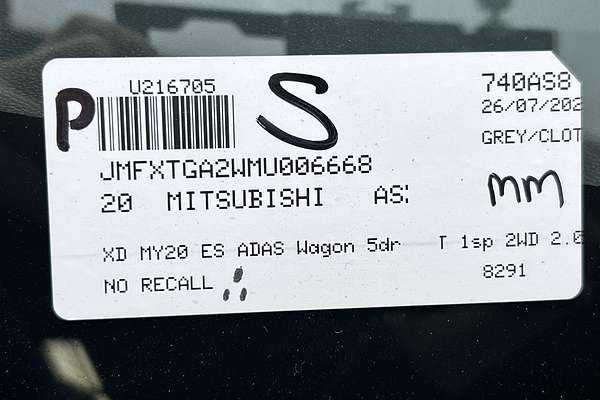 U216705
740AS8
P
S
26/07/202
GREY/CLOT
JMFXTGA2WMU006668
20 MITSUBISHI AS
MM
XD MY20 ES ADAS Wagon 5dr T 1sp 2WD 2.0
NO RECALL
8291